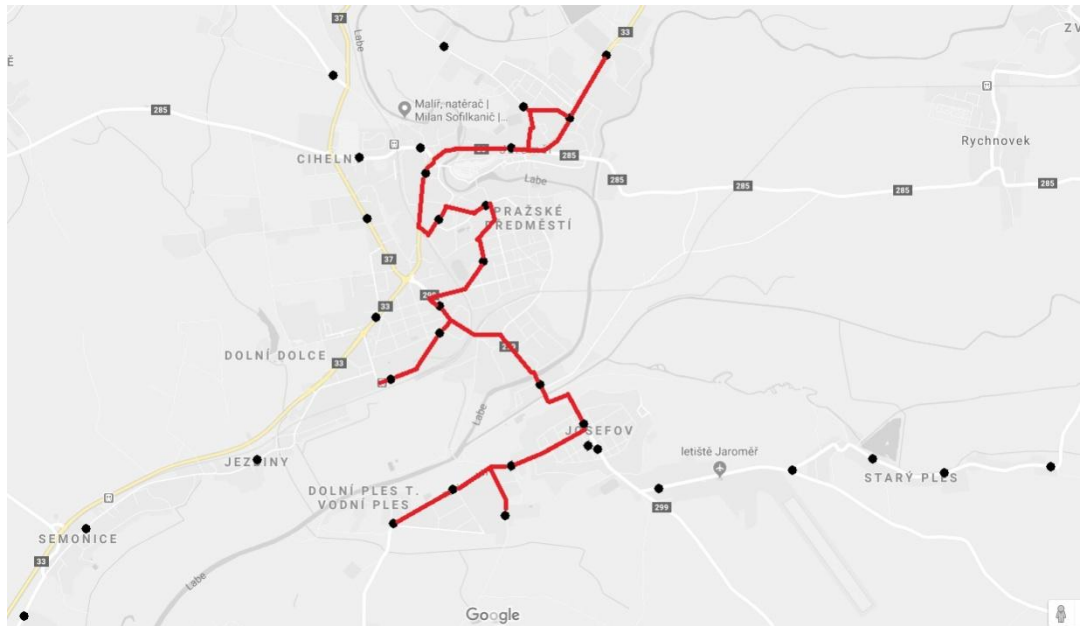 37
Labe
33
ZV
Ě
Malíř, natěrač |
Milan Sofilkanič |...
285
Rychnovek
CIHELN
285
Labe
285
285
285
PRAŽSKÉ
PŘEDMĚSTÍ
37
33
DOLNÍ DOLCE
33
Labe
JOSEFOV
letiště Jaroměř
JEZBINY
STARÝ PLES
DOLNÍ PLES T.
VODNÍ PLES
299
SEMONICE
33
Labe
Google